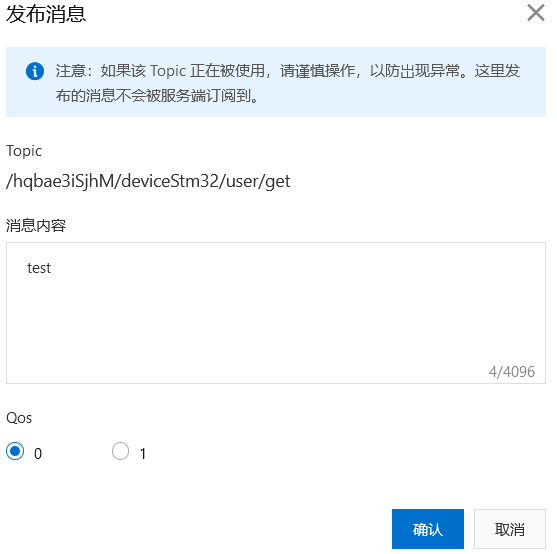 发布消息
注意：如果该 Topic 正在被使用，请谨慎操作，以防出现异常。这里发
布的消息不会被服务端订阅到。
Topic
/hqbae3iSjhM/deviceStm32/user/get
消息内容
test
4/4096
Qos
0 1
确认 取消